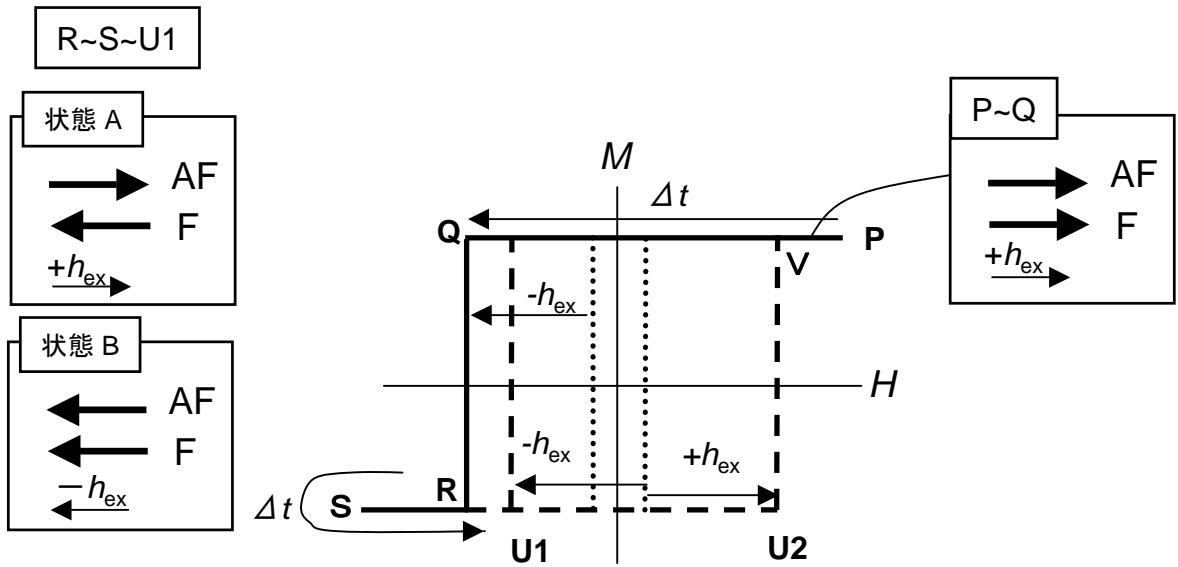 R~S~U1
状態 A
AF
F
+hex
状態 B
AF
F
－hex
M
Δt
Q
P
V
-hex
H
-hex
+hex
R
S
Δt
U1
U2
P~Q
AF
F
+hex